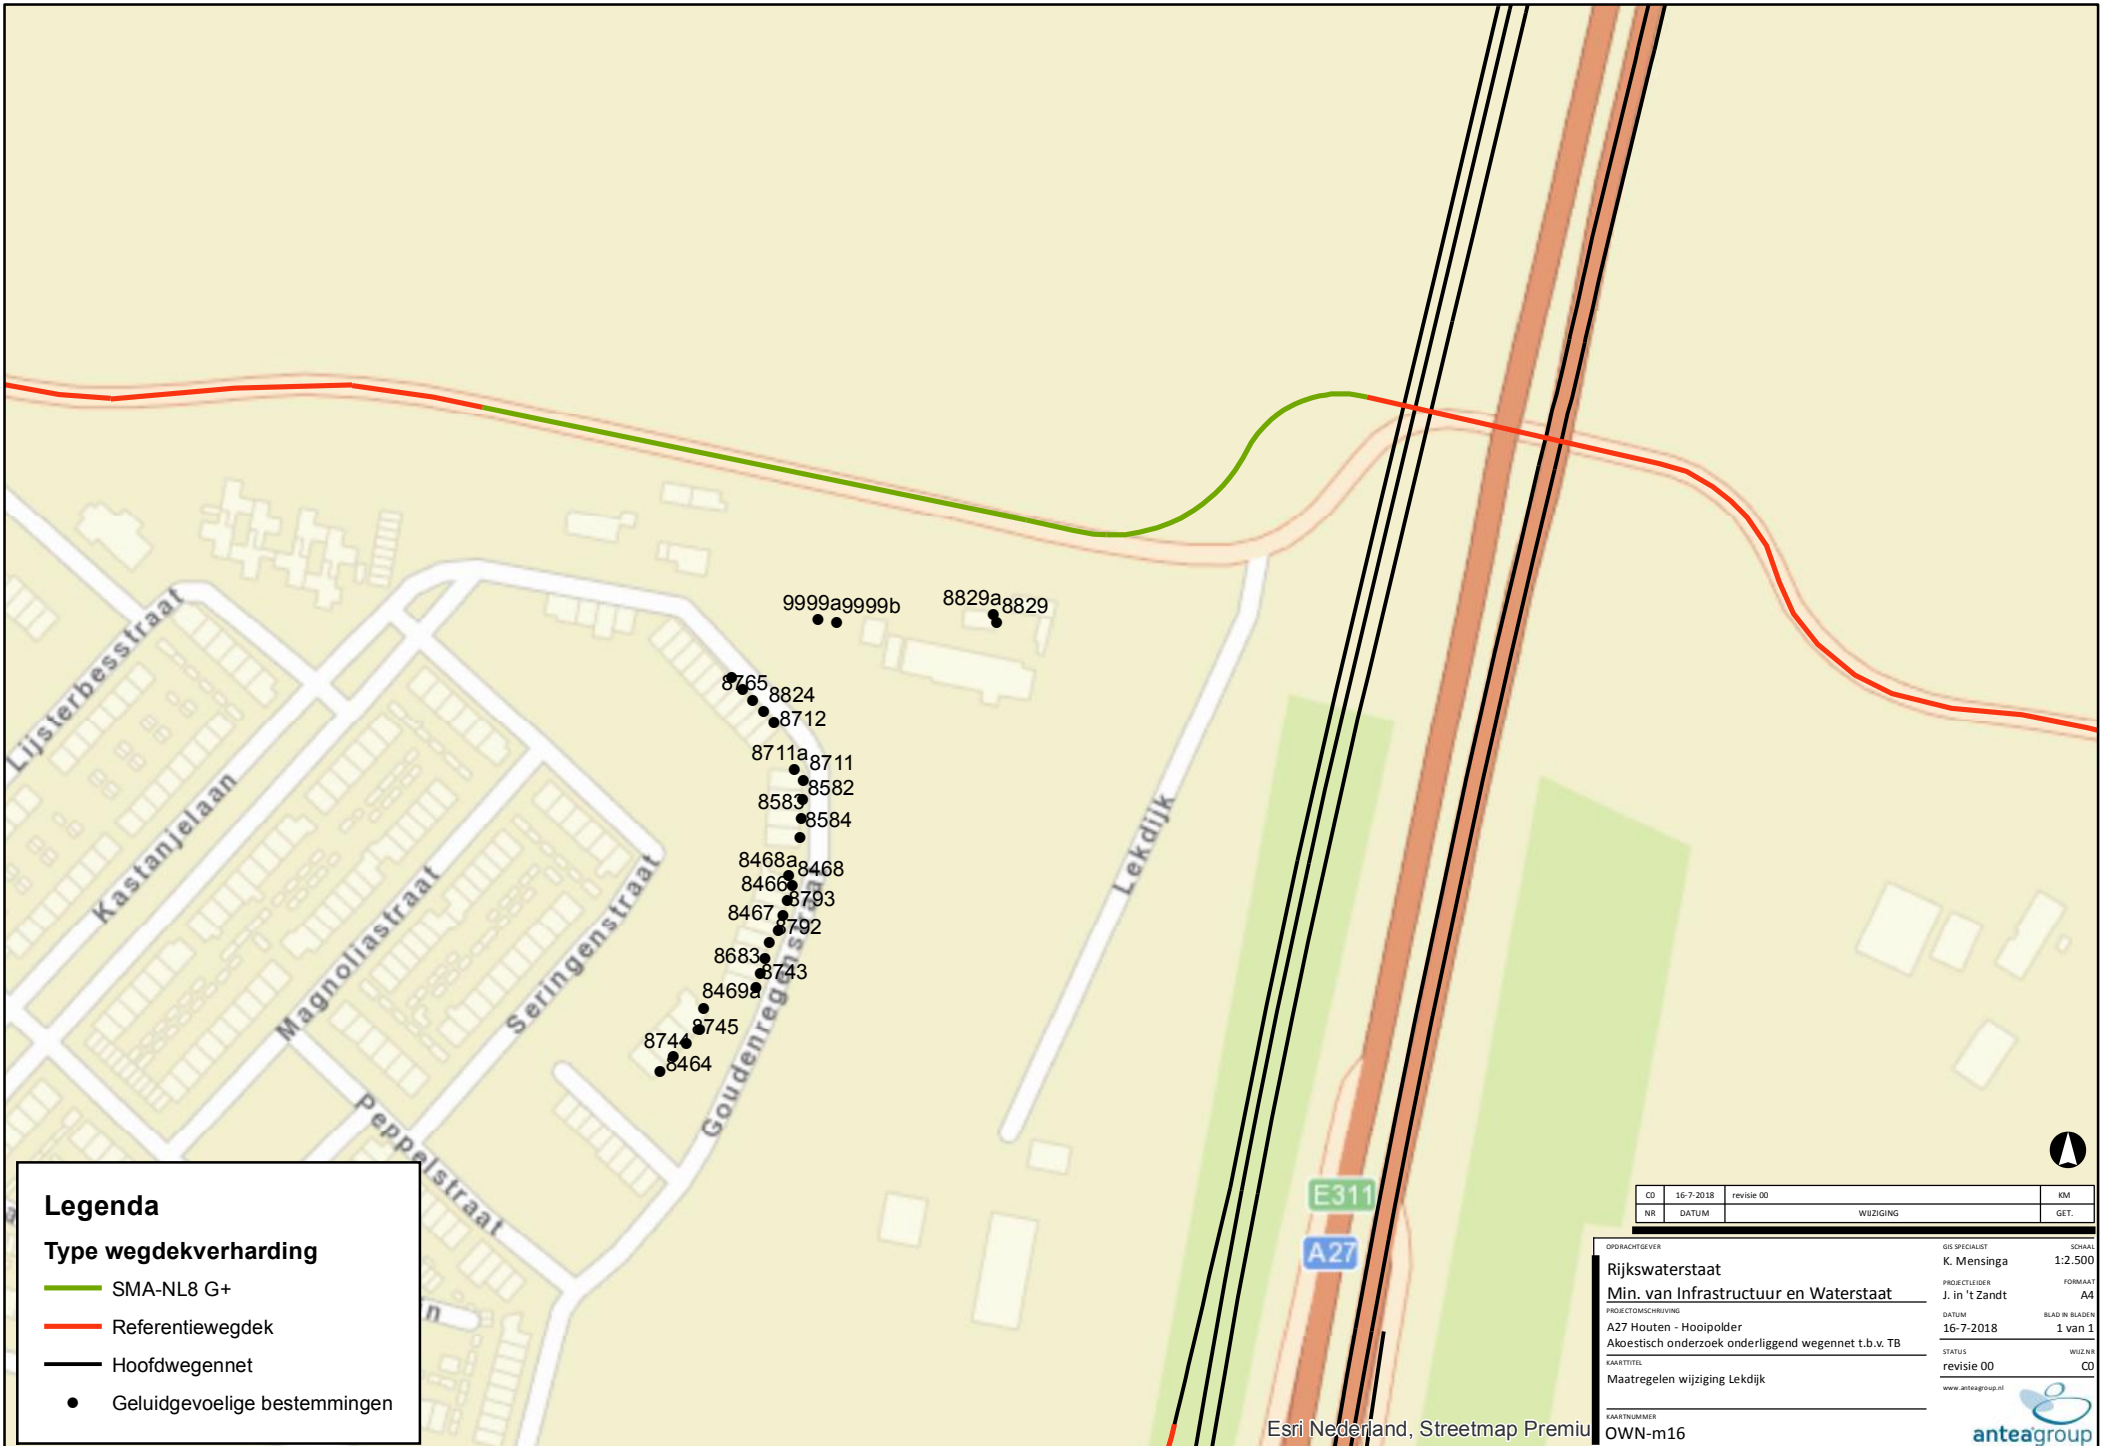 9999a
9999b
8829a
8829
8765
8824
8712
8711a
8711
8582
8583
8584
8468a
8468
8466
8793
8467
8792
8683
8743
8469a
8745
8744
8464
Lijsterbesstraat
Kastanjelaan
Magnoliastraat
Seringenstraat
Peppelstraat
Goudenregenstraat
Lekdijk
E311
A27
Legenda
Type wegdekverharding
SMA-NL8 G+
Referentiewegdek
Hoofdwegennet
Geluidgevoelige bestemmingen
Esri Nederland, Streetmap Premiu
C0 16-7-2018 revisie 00 KM
NR DATUM WIJZIGING GET.
OPDRACHTGEVER
Rijkswaterstaat
Min. van Infrastructuur en Waterstaat
PROJECTOMSCHRIJVING
A27 Houten - Hooipolder
Akoestisch onderzoek onderliggend wegennet t.b.v. TB
KAARTTITEL
Maatregelen wijziging Lekdijk
KAARTNUMMER
OWN-m16
GIS SPECIALIST SCHAAL
K. Mensinga 1:2.500
PROJECTLEIDER FORMAAT
J. in 't Zandt A4
DATUM BLAD IN BLADEN
16-7-2018 1 van 1
STATUS WIJZ.NR
revisie 00 C0
www.anteagroup.nl
anteagroup